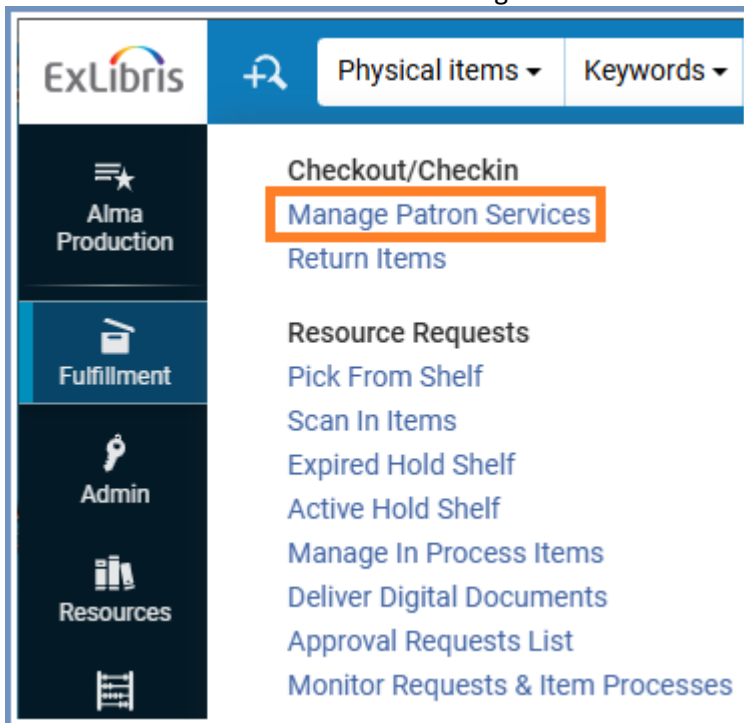 ExLibris
Physical items
Keywords
Alma
Production
Fulfillment
Admin
Resources
Checkout/Checkin
Manage Patron Services
Return Items
Resource Requests
Pick From Shelf
Scan In Items
Expired Hold Shelf
Active Hold Shelf
Manage In Process Items
Deliver Digital Documents
Approval Requests List
Monitor Requests & Item Processes